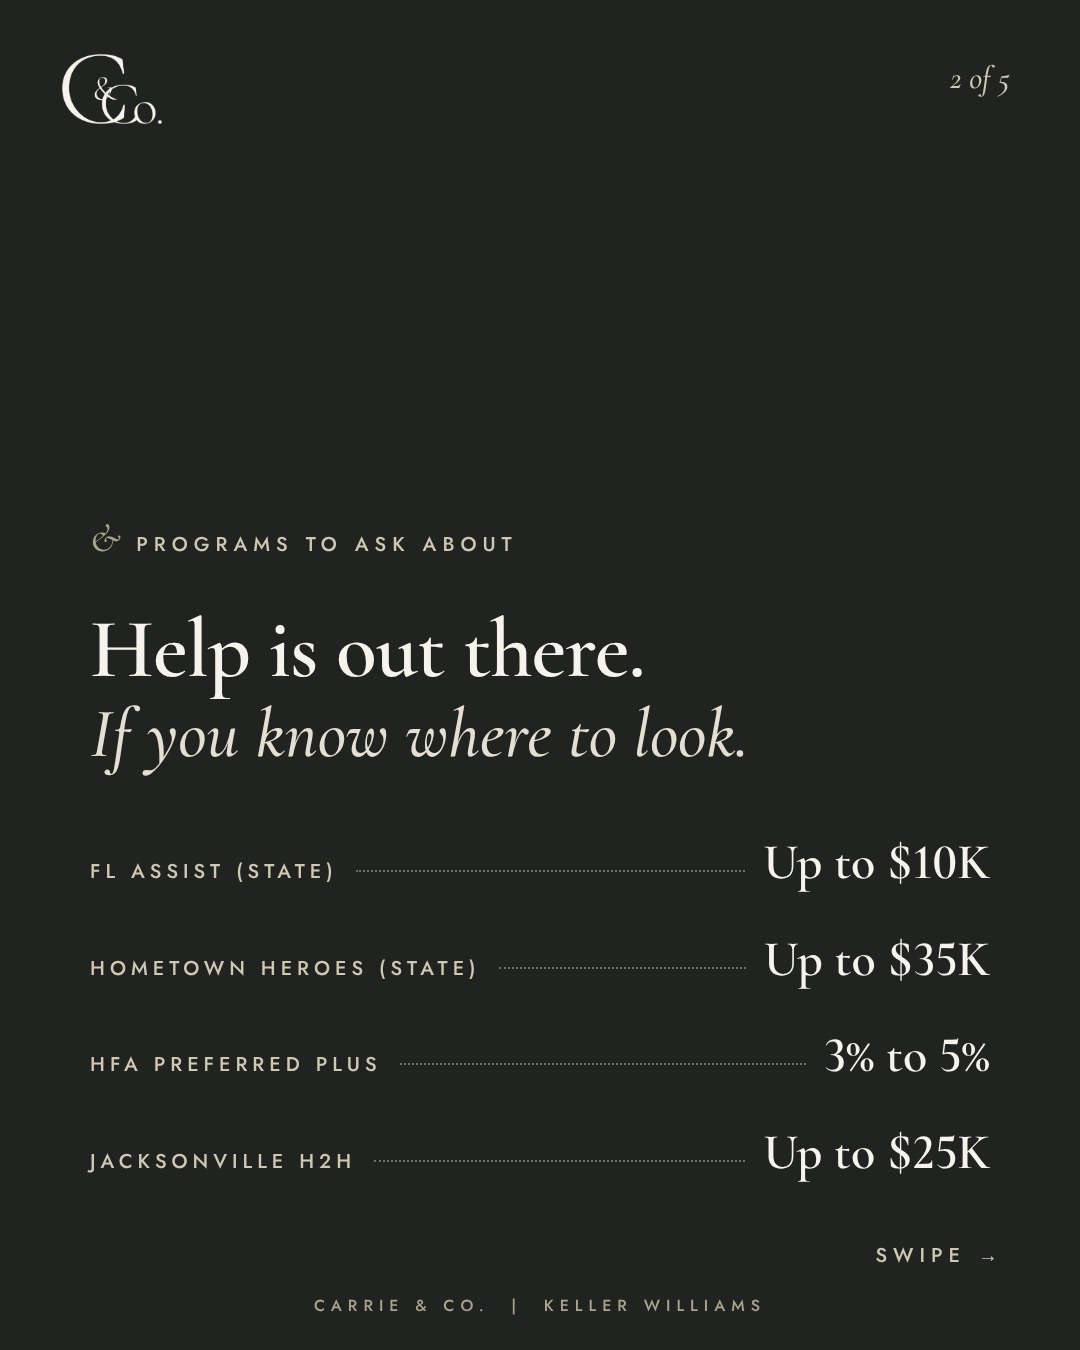 C&Co.
2 of 5
& PROGRAMS TO ASK ABOUT
Help is out there.
If you know where to look.
FL ASSIST (STATE) Up to $10K
HOMETOWN HEROES (STATE) Up to $35K
HFA PREFERRED PLUS 3% to 5%
JACKSONVILLE H2H Up to $25K
SWIPE →
CARRIE & CO. | KELLER WILLIAMS